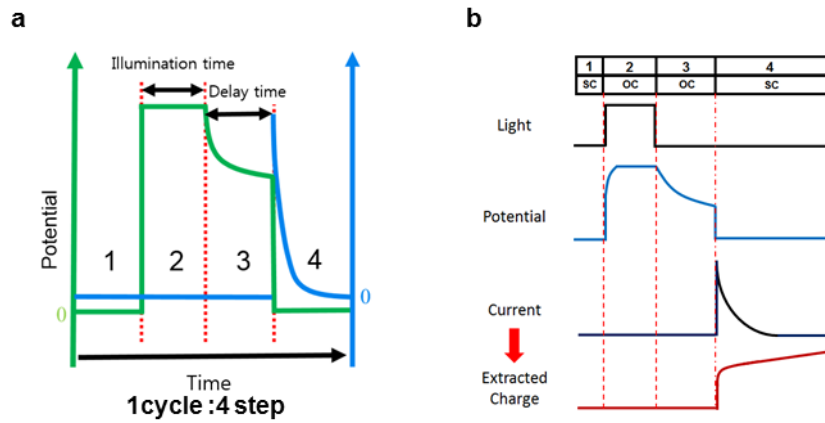 a
Illumination time
Delay time
Potential
1 2 3 4
0 0
Time
1cycle :4 step
b
1 2 3 4
SC OC OC SC
Light
Potential
Current
Extracted
Charge